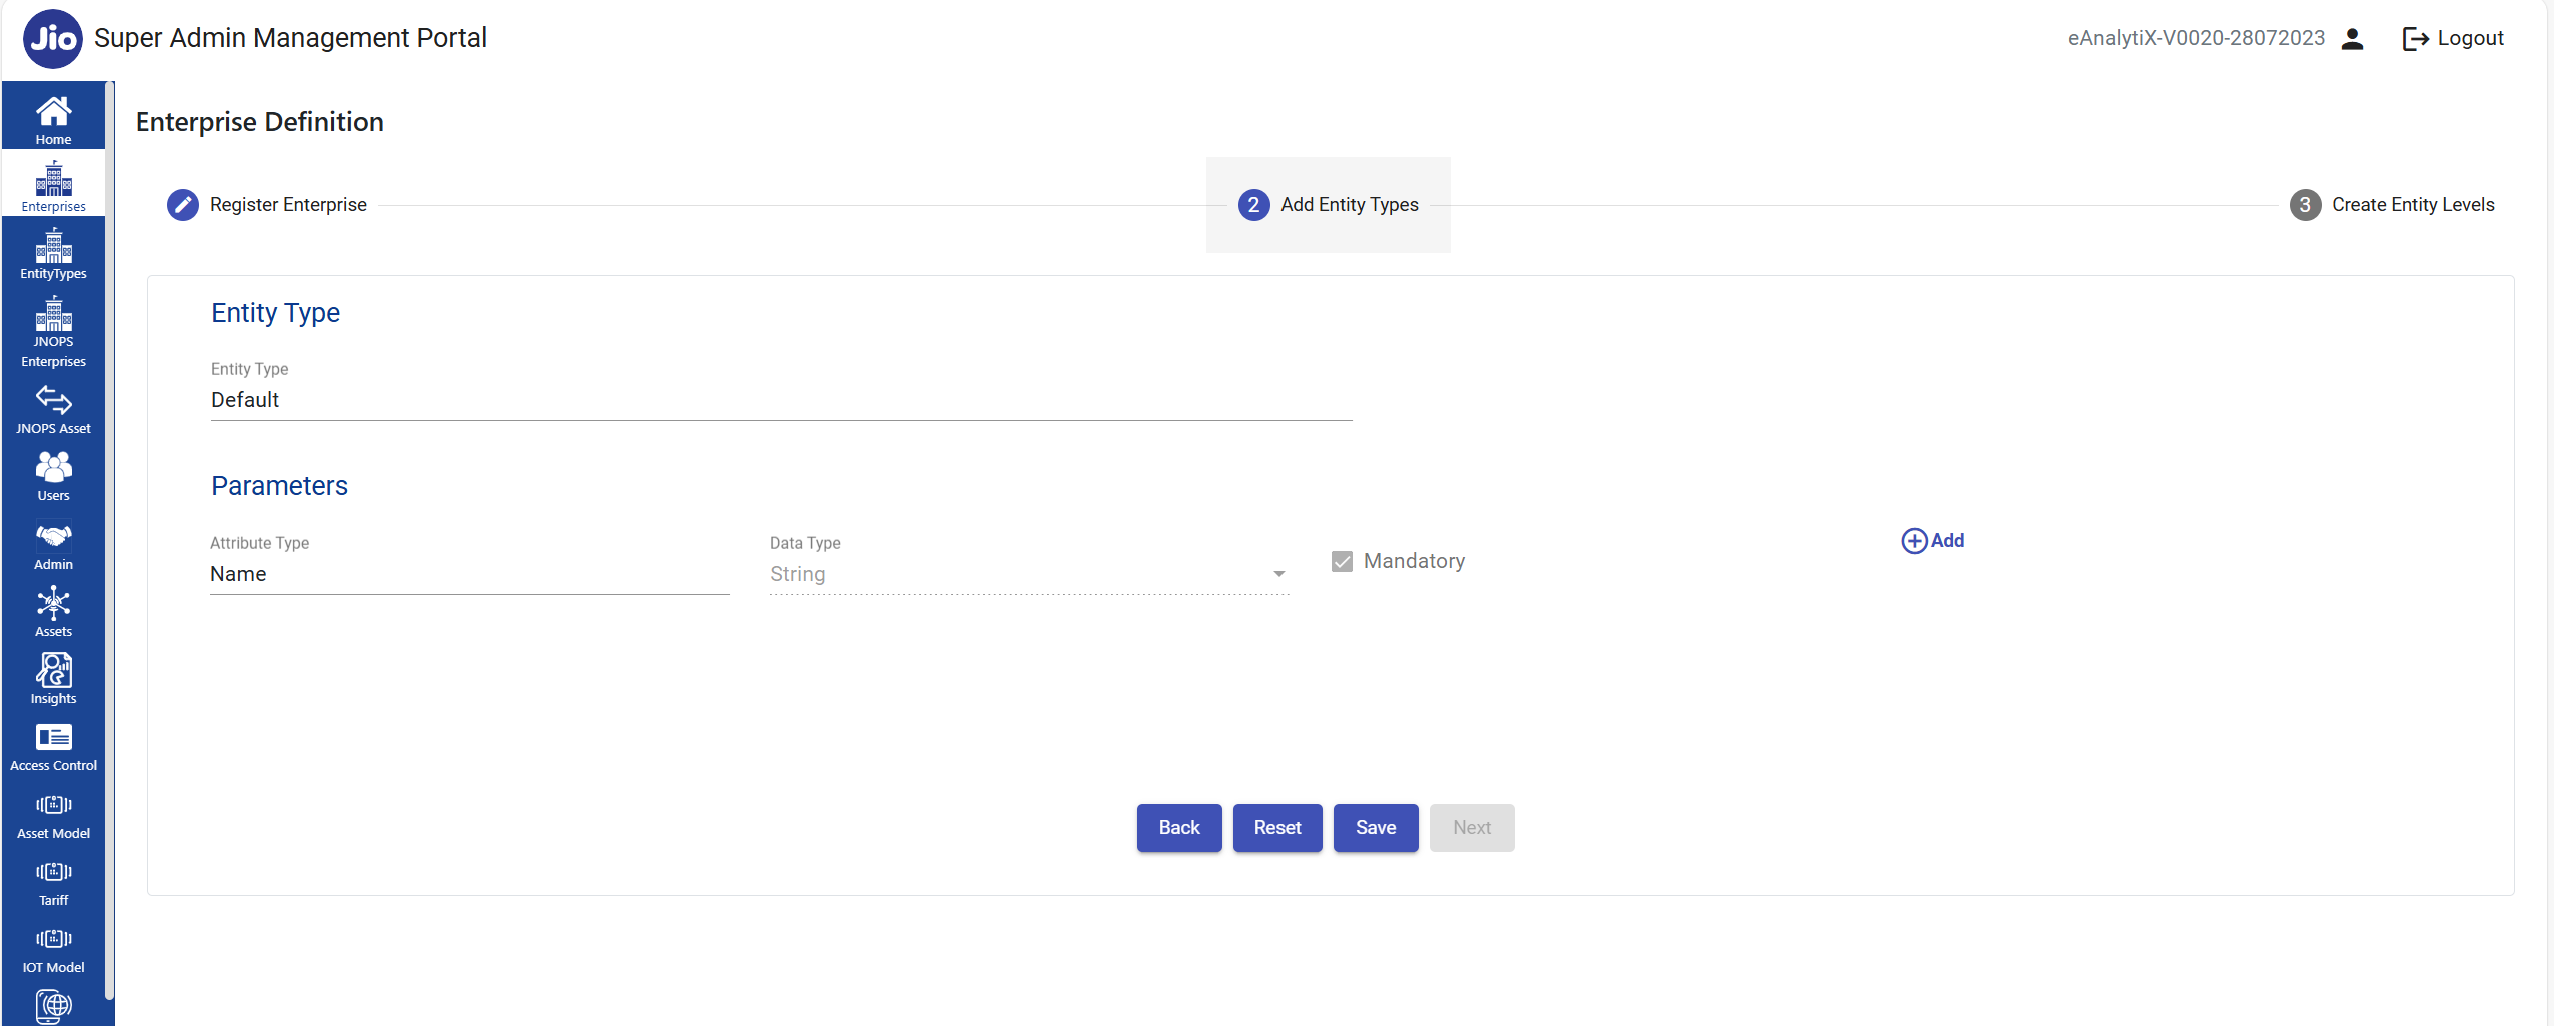 Jio Super Admin Management Portal
eAnalytiX-V0020-28072023
Logout
Home
Enterprises
EntityTypes
JNOPS
Enterprises
JNOPS Asset
Users
Admin
Assets
Insights
Access Control
Asset Model
Tariff
IOT Model
Enterprise Definition
Register Enterprise
2 Add Entity Types
3 Create Entity Levels
Entity Type
Entity Type
Default
Parameters
Attribute Type
Name
Data Type
String
Mandatory
Add
Back
Reset
Save
Next